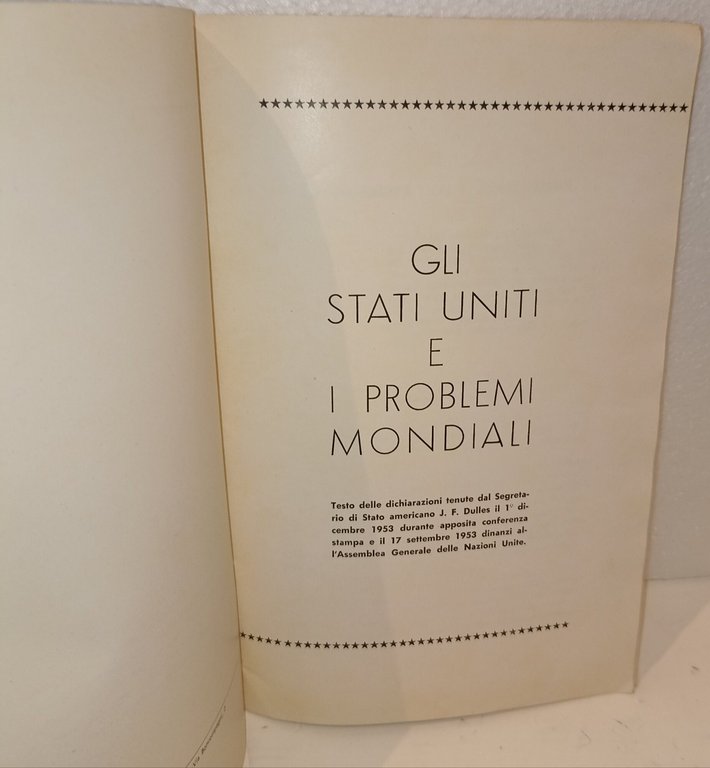 GLI
STATI UNITI
E
I PROBLEMI
MONDIALI
Testo delle dichiarazioni tenute dal Segreta-
rio di Stato americano J. F. Dulles il 1° di-
cembre 1953 durante apposita conferenza
stampa e il 17 settembre 1953 dinanzi al-
l'Assemblea Generale delle Nazioni Unite.